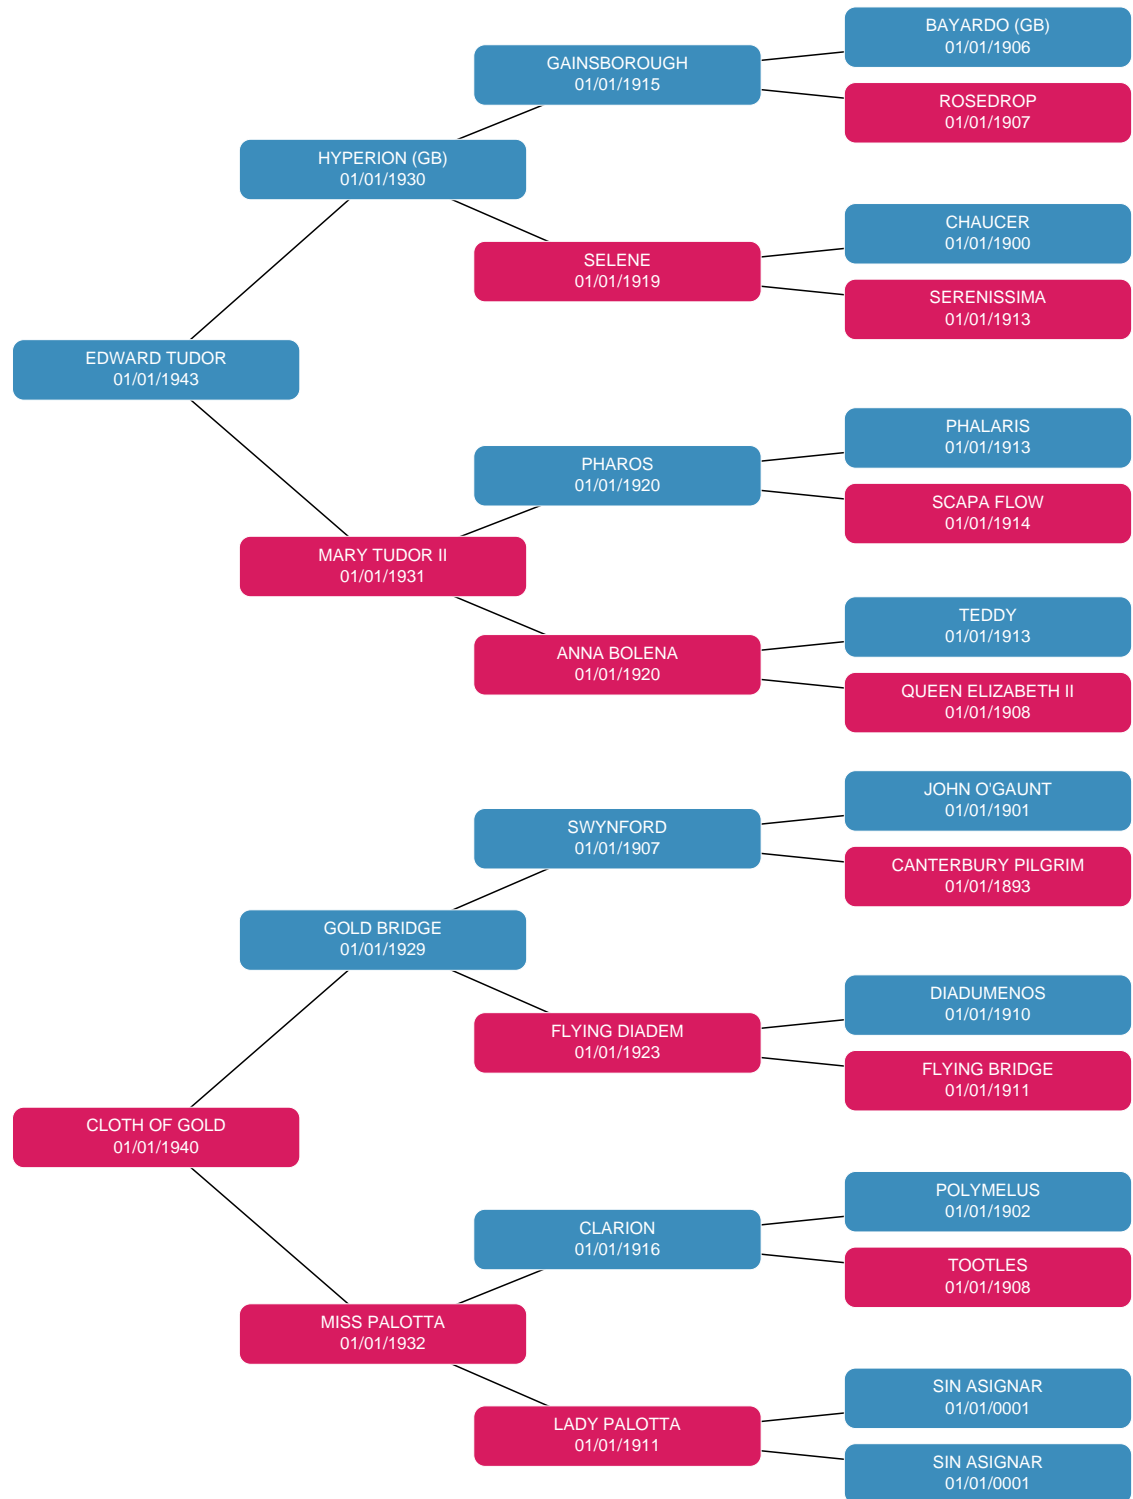 BAYARDO (GB)
01/01/1906
GAINSBOROUGH
01/01/1915
ROSEDROP
01/01/1907
HYPERION (GB)
01/01/1930
CHAUCER
01/01/1900
SELENE
01/01/1919
SERENISSIMA
01/01/1913
EDWARD TUDOR
01/01/1943
PHALARIS
01/01/1913
PHAROS
01/01/1920
SCAPA FLOW
01/01/1914
MARY TUDOR II
01/01/1931
TEDDY
01/01/1913
ANNA BOLENA
01/01/1920
QUEEN ELIZABETH II
01/01/1908
JOHN O'GAUNT
01/01/1901
SWYNFORD
01/01/1907
CANTERBURY PILGRIM
01/01/1893
GOLD BRIDGE
01/01/1929
DIADUMENOS
01/01/1910
FLYING DIADEM
01/01/1923
FLYING BRIDGE
01/01/1911
CLOTH OF GOLD
01/01/1940
POLYMELUS
01/01/1902
CLARION
01/01/1916
TOOTLES
01/01/1908
MISS PALOTTA
01/01/1932
SIN ASIGNAR
01/01/0001
LADY PALOTTA
01/01/1911
SIN ASIGNAR
01/01/0001